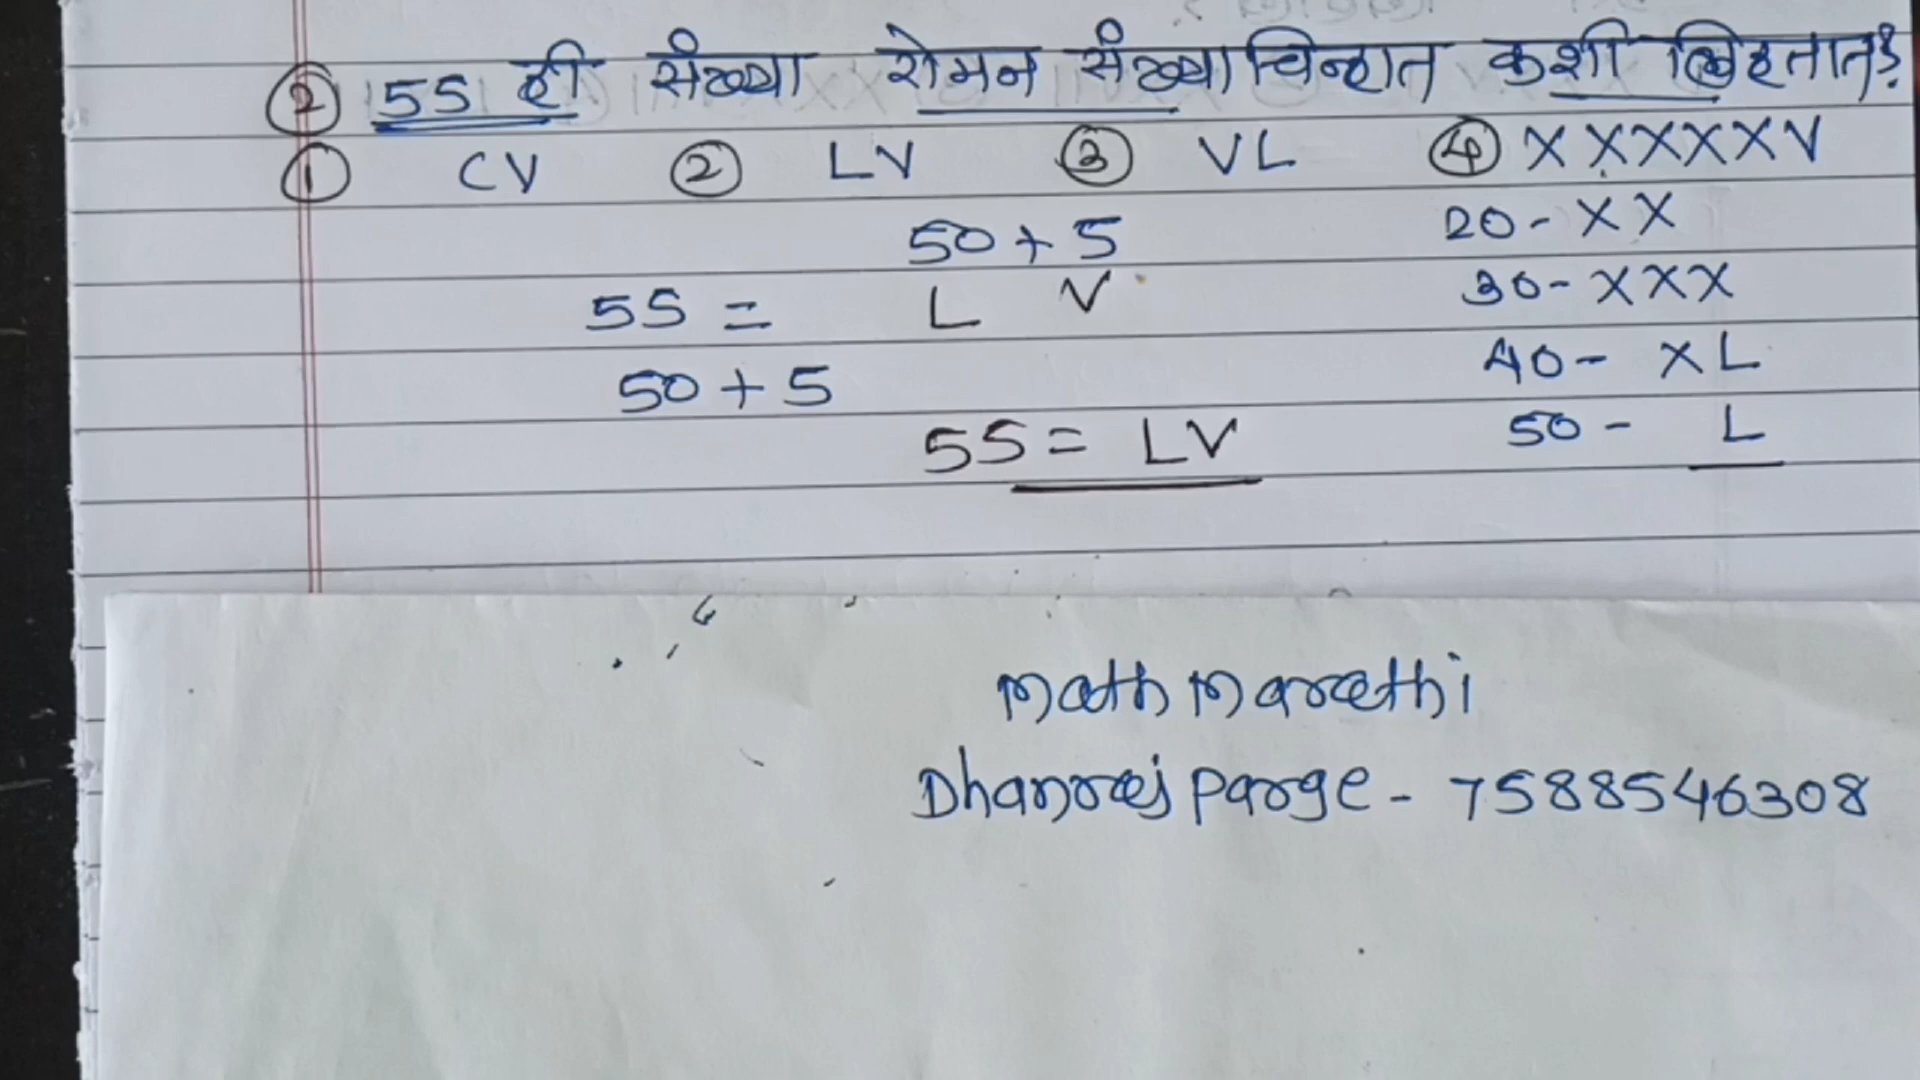 ② 55 ही संख्या रोमन संख्याचिन्हात कशी लिहतात?
① CV ② LV ③ VL ④ XXXXXV
50 + 5
20 - XX
55 = L V
30 - XXX
50 + 5
40 - XL
55 = LV
50 - L
Math Marathi
Dhanraj Parge - 7588546308